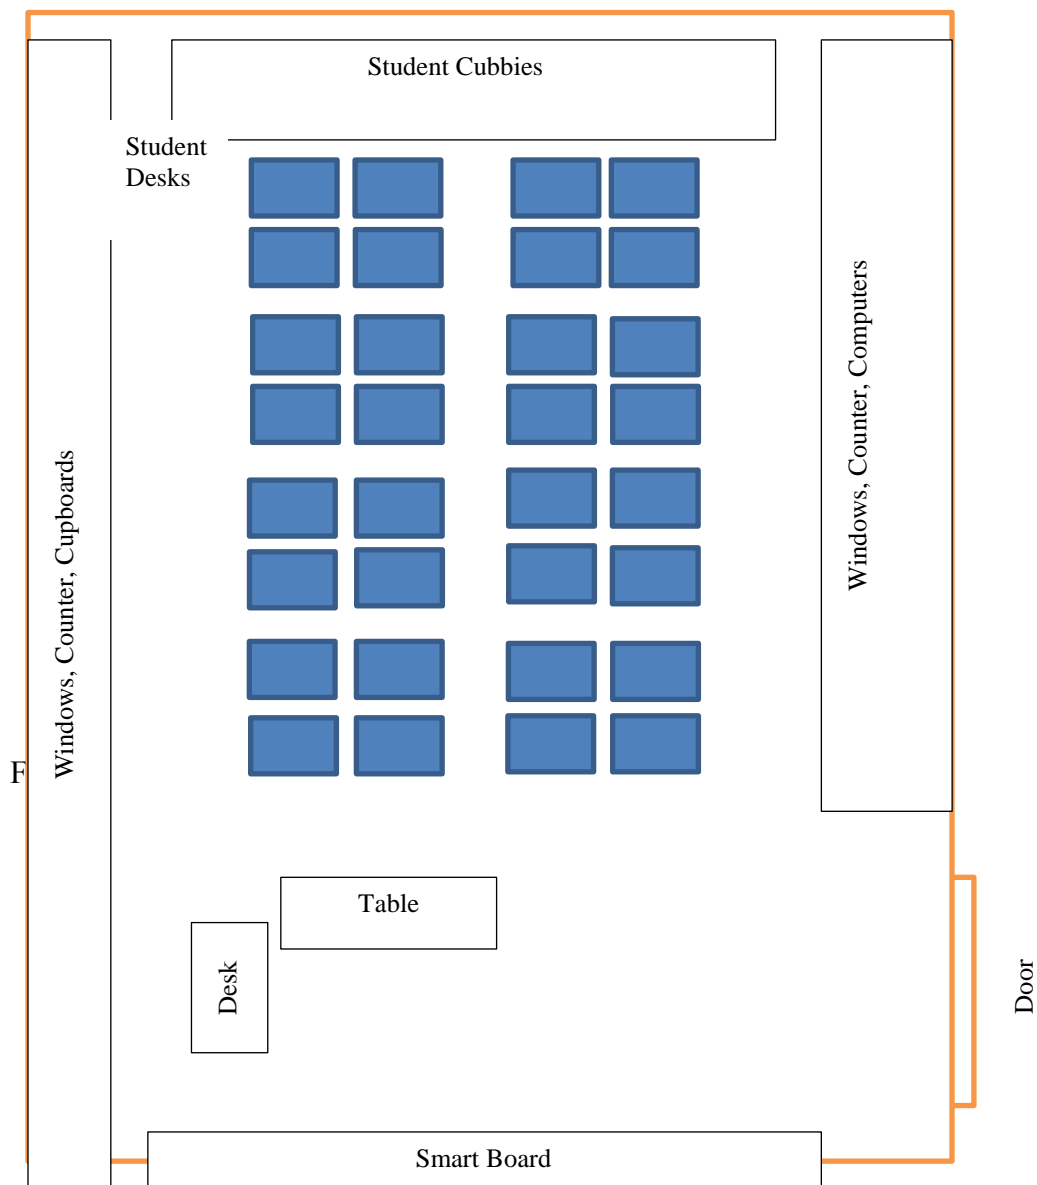 Student Cubbies
Student
Desks
Windows, Counter, Computers
Windows, Counter, Cupboards
F
Table
Desk
Door
Smart Board